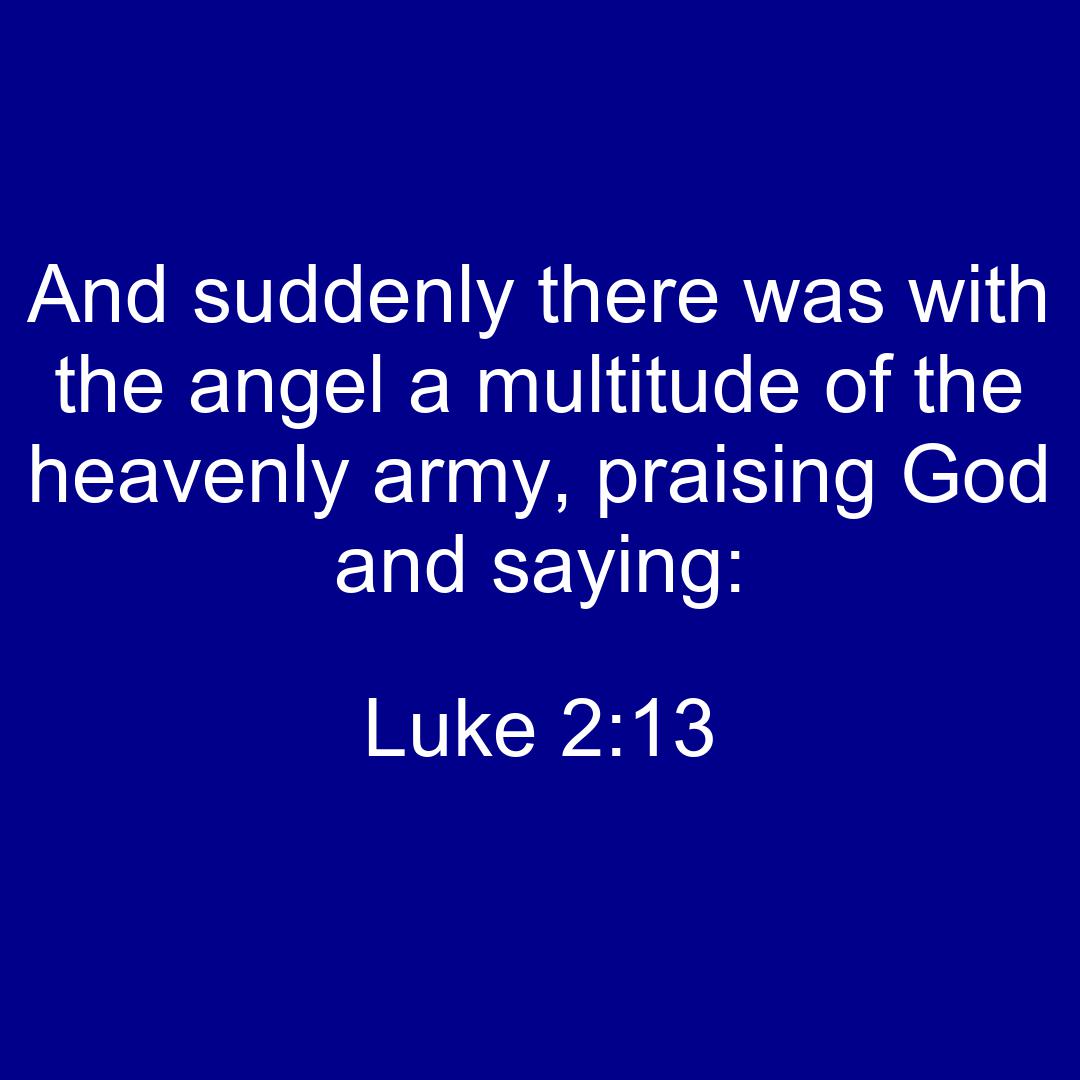 And suddenly there was with
the angel a multitude of the
heavenly army, praising God
and saying:
Luke 2:13